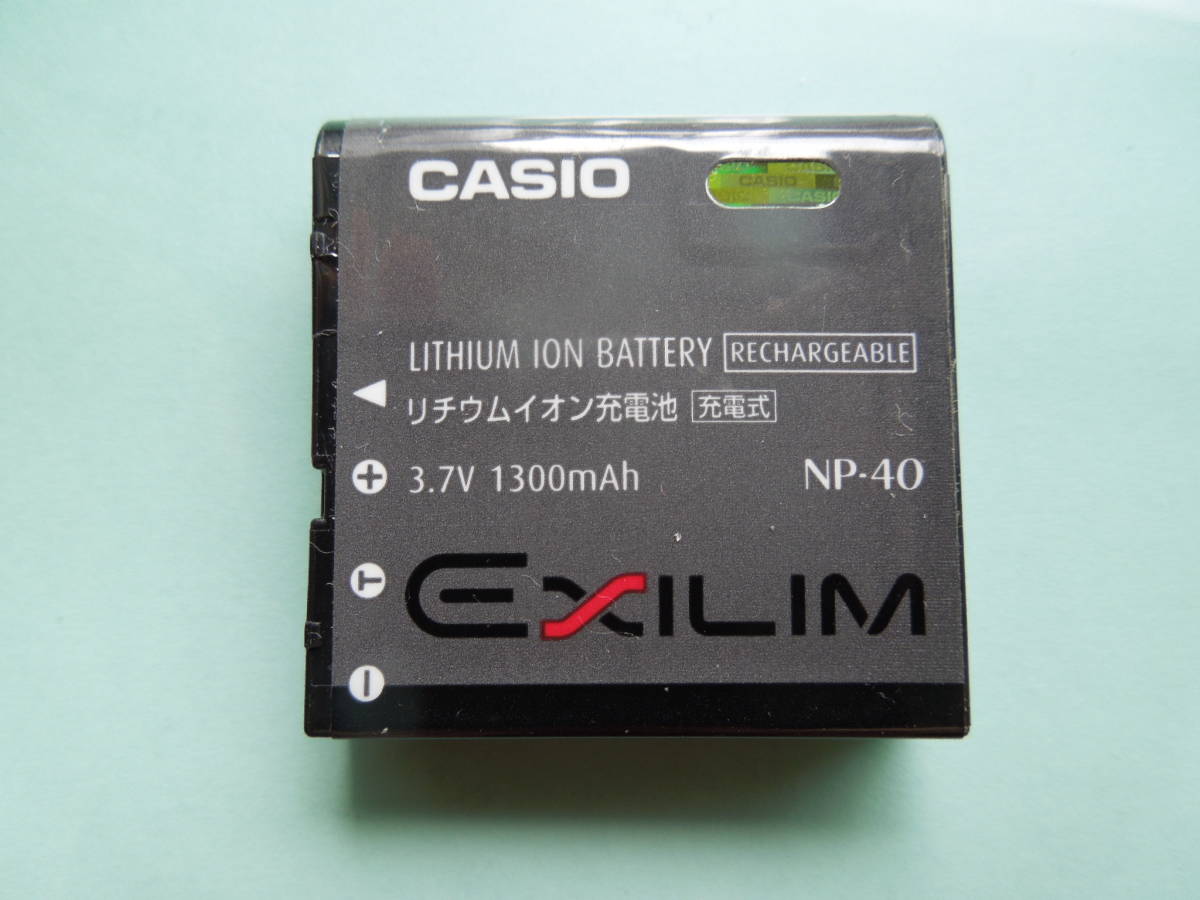 CASIO
CASIO
CASIO
LITHIUM ION BATTERY RECHARGEABLE
リチウムイオン充電池 充電式
+ 3.7V 1300mAh NP-40
T EXILIM
−